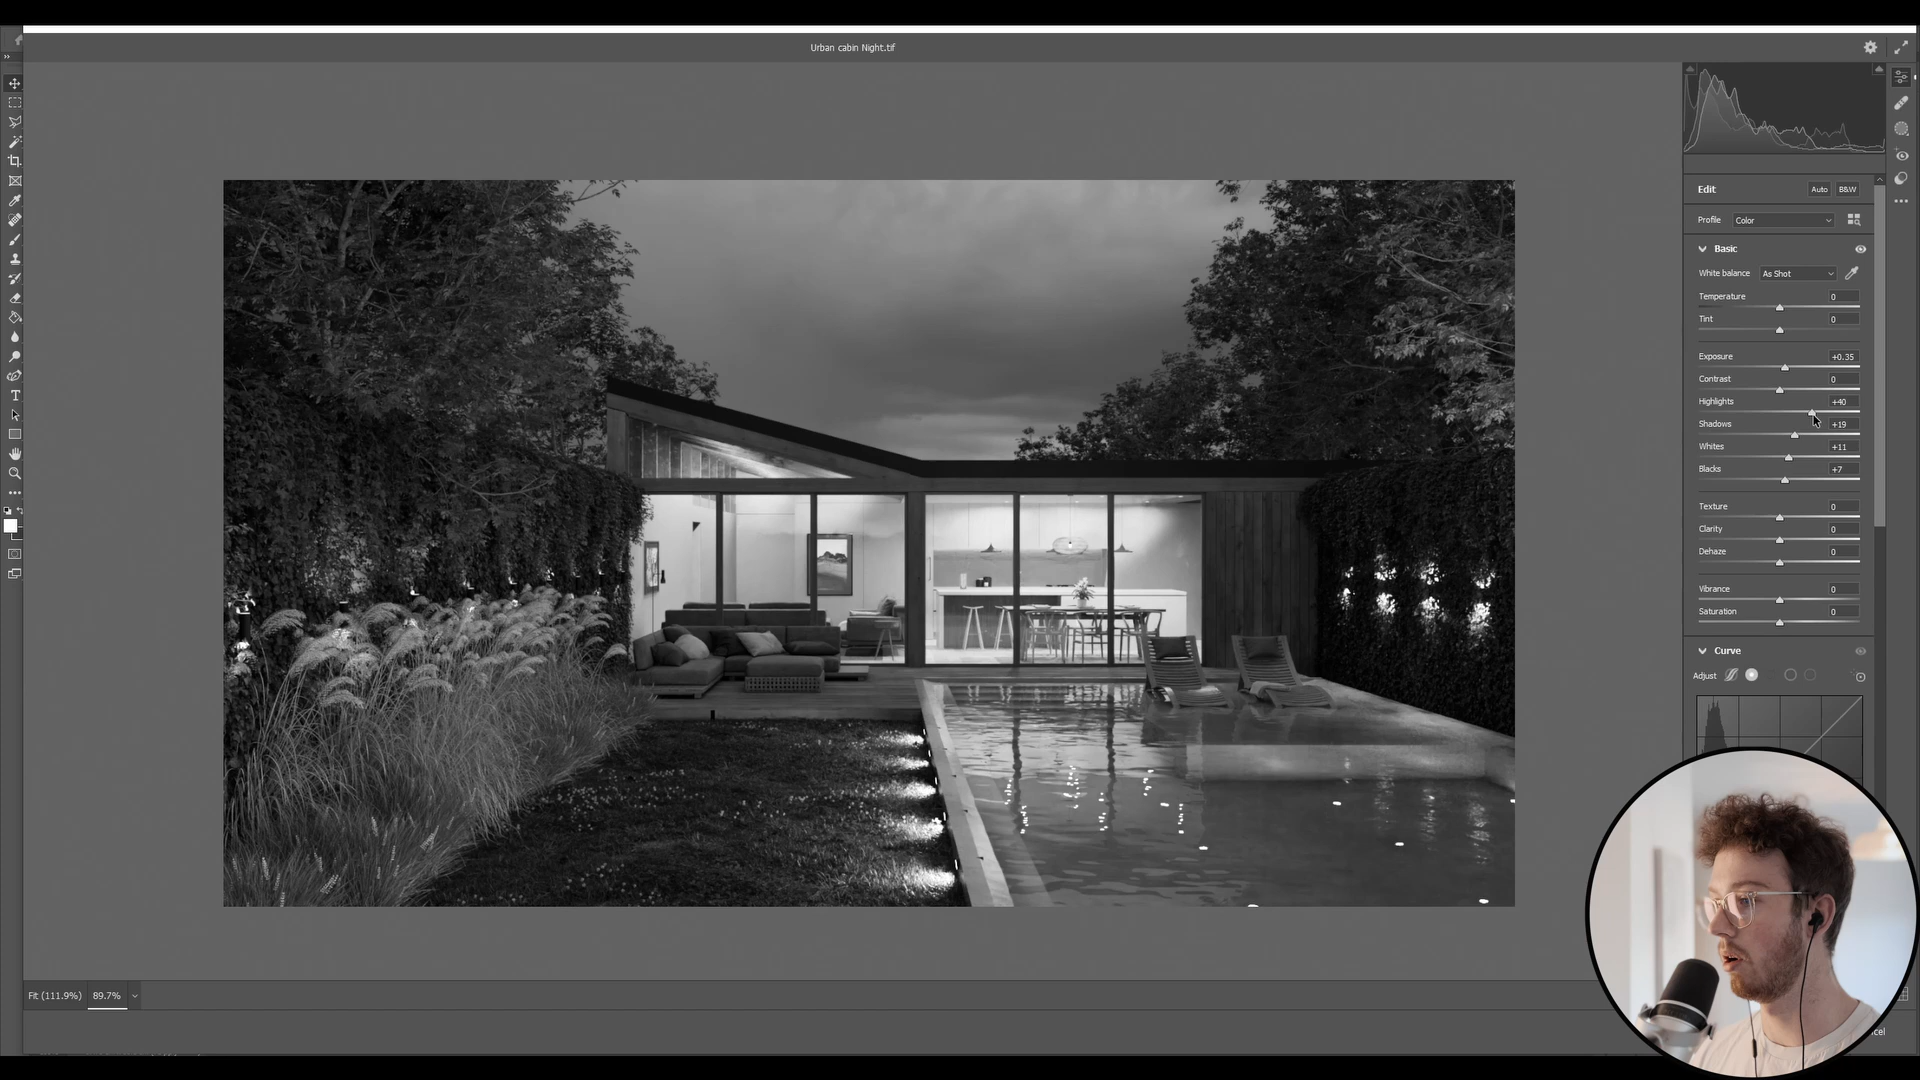 Urban cabin Night.tif
Edit
Auto
B&W
Profile
Color
Basic
White balance
As Shot
Temperature
0
Tint
0
Exposure
+0.35
Contrast
0
Highlights
+40
Shadows
+19
Whites
+11
Blacks
+7
Texture
0
Clarity
0
Dehaze
0
Vibrance
0
Saturation
0
Curve
Adjust
Fit (111.9%)
89.7%